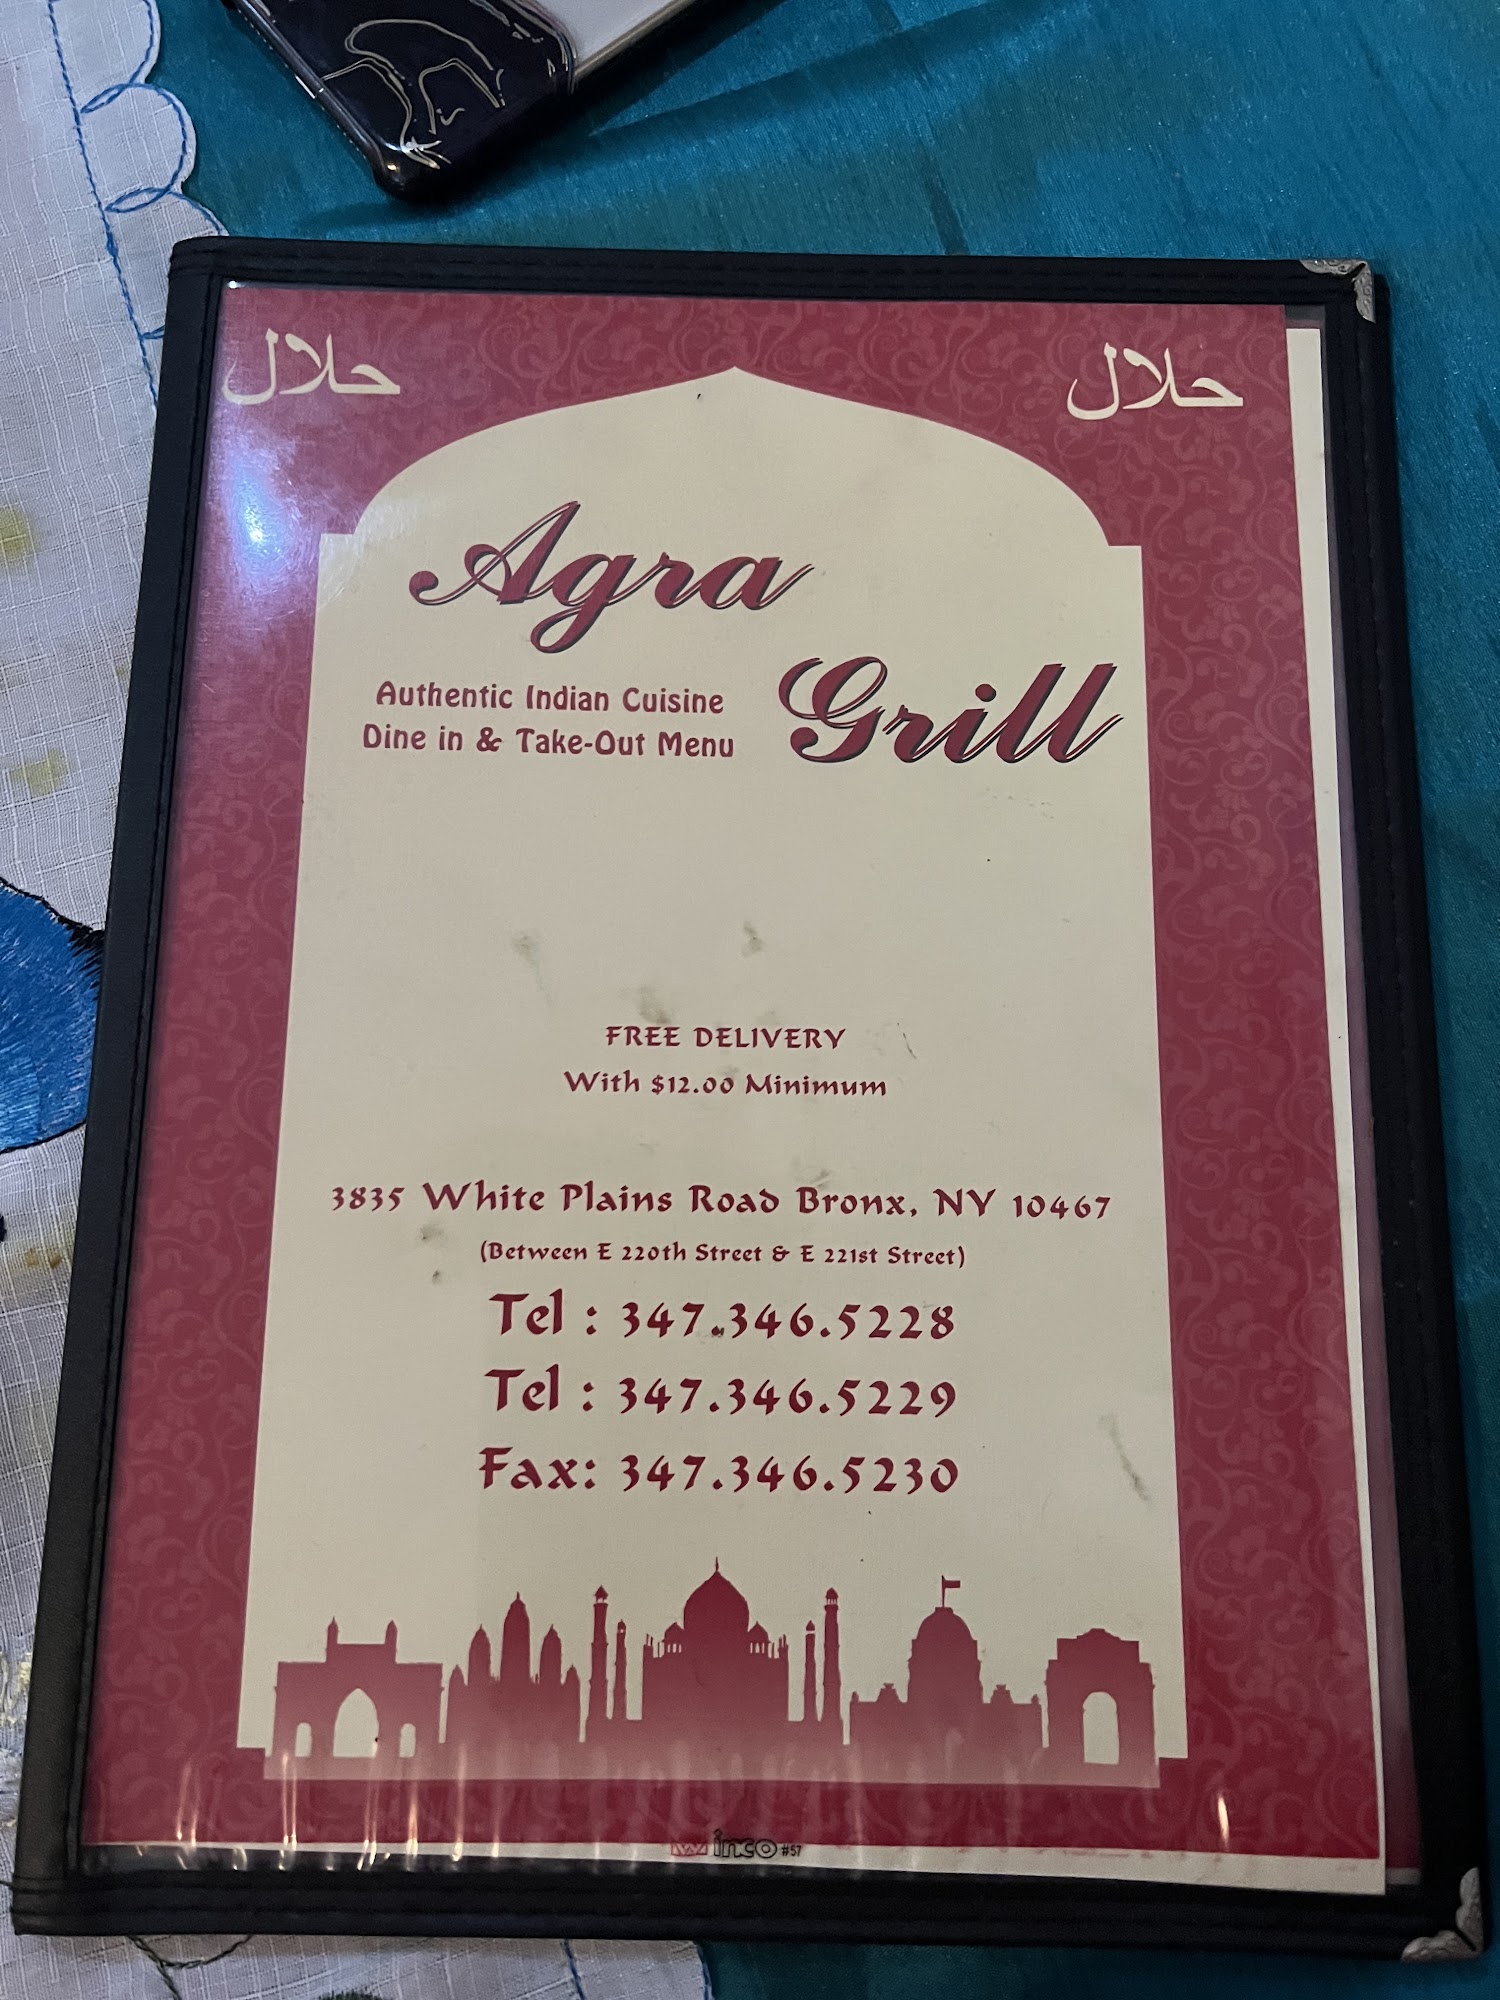 حلال
حلال
Agra
Grill
Authentic Indian Cuisine
Dine in & Take-Out Menu
FREE DELIVERY
With $12.00 Minimum
3835 White Plains Road Bronx, NY 10467
(Between E 220th Street & E 221st Street)
Tel : 347.346.5228
Tel : 347.346.5229
Fax: 347.346.5230
Winco #57